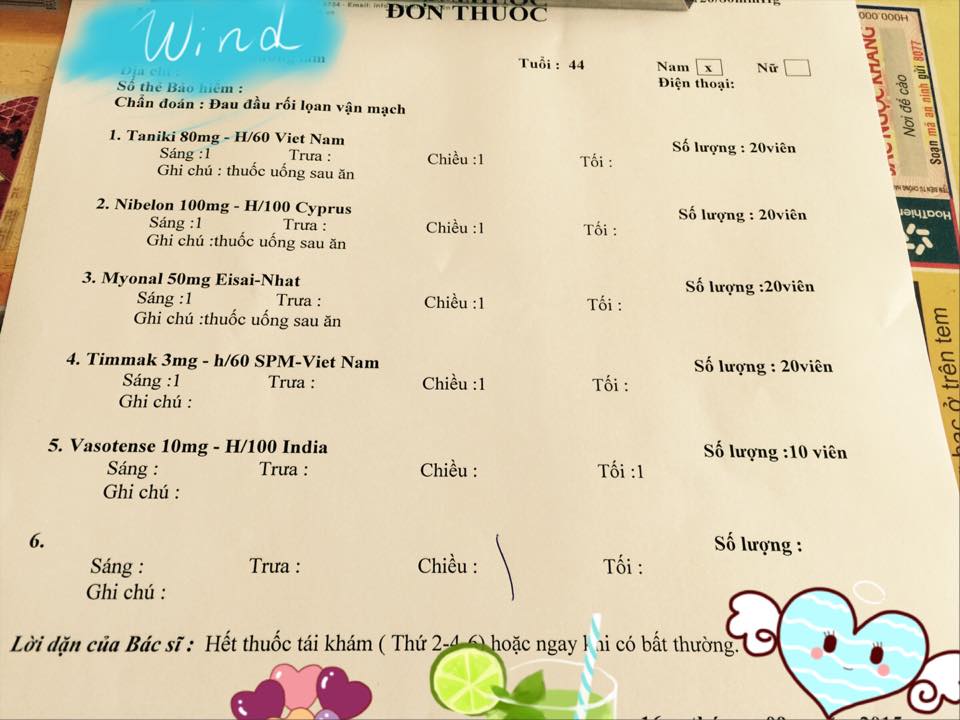 Wind
ĐƠN THUỐC
Tuổi : 44 Nam x Nữ
Địa chỉ :
Số thẻ Bảo hiểm : Điện thoại:
Chẩn đoán : Đau đầu rối lọan vận mạch
1. Taniki 80mg - H/60 Viet Nam Số lượng : 20viên
Sáng :1 Trưa : Chiều :1 Tối :
Ghi chú : thuốc uống sau ăn
2. Nibelon 100mg - H/100 Cyprus Số lượng : 20viên
Sáng :1 Trưa : Chiều :1 Tối :
Ghi chú :thuốc uống sau ăn
3. Myonal 50mg Eisai-Nhat Số lượng :20viên
Sáng :1 Trưa : Chiều :1 Tối :
Ghi chú :thuốc uống sau ăn
4. Timmak 3mg - h/60 SPM-Viet Nam Số lượng : 20viên
Sáng :1 Trưa : Chiều :1 Tối :
Ghi chú :
5. Vasotense 10mg - H/100 India Số lượng :10 viên
Sáng : Trưa : Chiều : Tối :1
Ghi chú :
6. Số lượng :
Sáng : Trưa : Chiều : Tối :
Ghi chú :
Lời dặn của Bác sĩ : Hết thuốc tái khám ( Thứ 2-4-6) hoặc ngay khi có bất thường.
BẢO NGỌC KHANG
Nơi để cào
Soạn mã an ninh gửi 8077
bạc ở trên tem